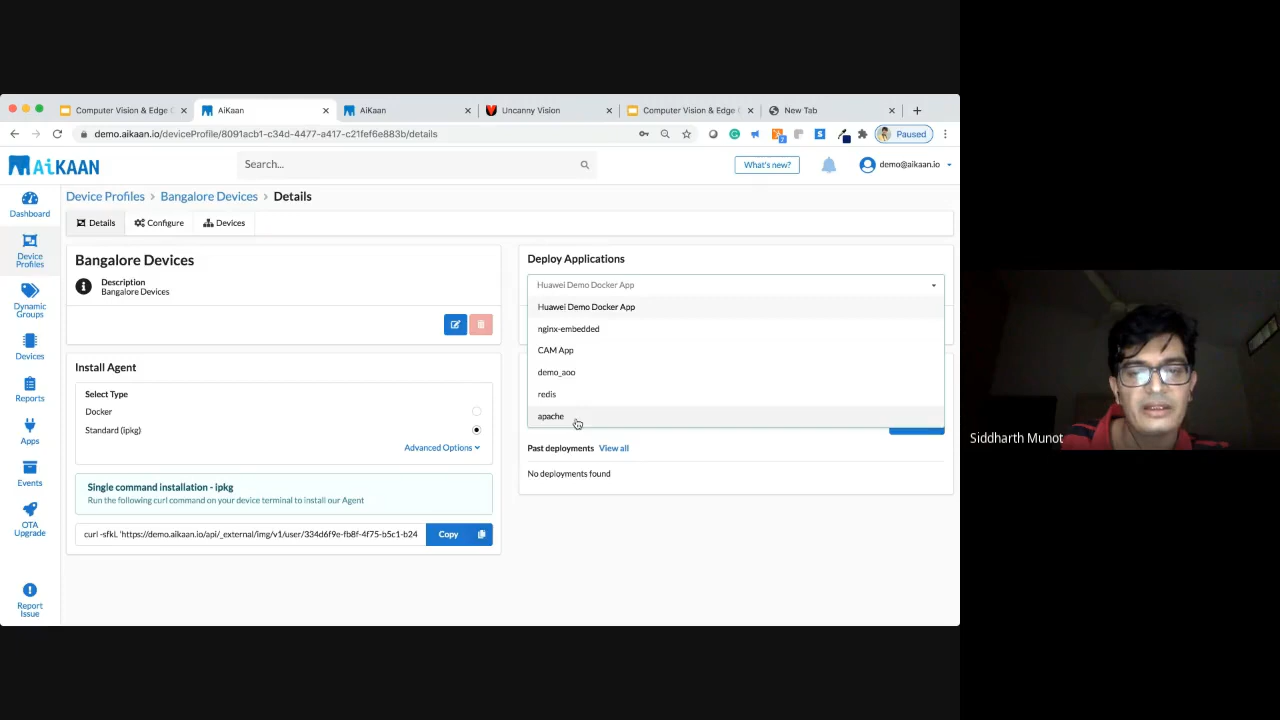 Computer Vision & Edge
AiKaan
AiKaan
Uncanny Vision
Computer Vision & Edge
New Tab
demo.aikaan.io/deviceProfile/8091acb1-c34d-4477-a417-c21fef6e883b/details
Paused
AiKAAN
Search...
What's new?
demo@aikaan.io
Dashboard
Device
Profiles
Dynamic
Groups
Devices
Reports
Apps
Events
OTA
Upgrade
Report
Issue
Device Profiles > Bangalore Devices > Details
Details
Configure
Devices
Bangalore Devices
Description
Bangalore Devices
Install Agent
Select Type
Docker
Standard (ipkg)
Advanced Options
Single command installation - ipkg
Run the following curl command on your device terminal to install our Agent
curl -sfkL 'https://demo.aikaan.io/api/_external/img/v1/user/334d6f9e-fb8f-4f75-b5c1-b24
Copy
Deploy Applications
Huawei Demo Docker App
Huawei Demo Docker App
nginx-embedded
CAM App
demo_aoo
redis
apache
Past deployments View all
No deployments found
Siddharth Munot